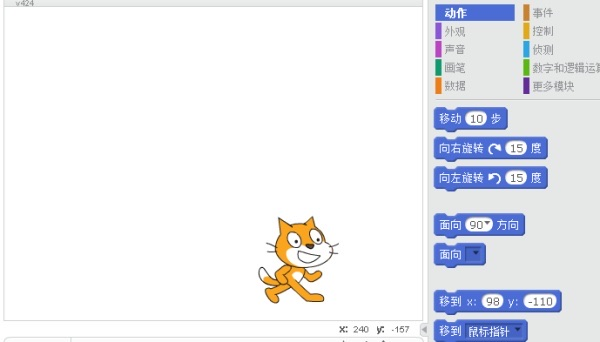 v424
动作 事件
外观 控制
声音 侦测
画笔 数字和逻辑运算
数据 更多模块
移动 10 步
向右旋转 15 度
向左旋转 15 度
面向 90 方向
面向
移到 x: 98 y: -110
移到 鼠标指针
x: 240 y: -157